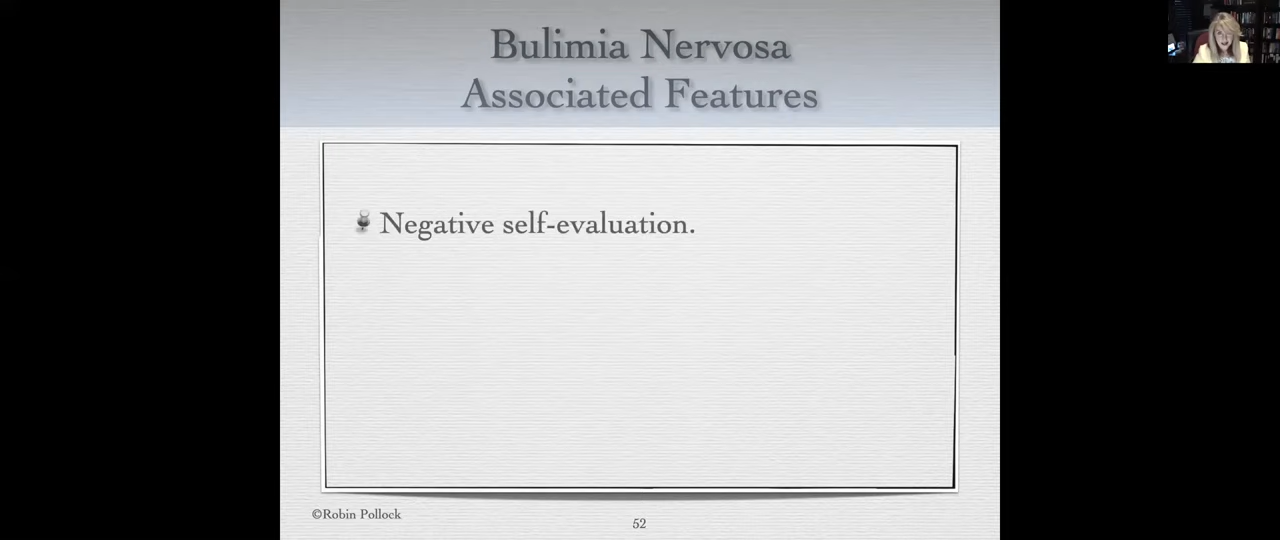 Bulimia Nervosa
Associated Features
Negative self-evaluation.
©Robin Pollock
52